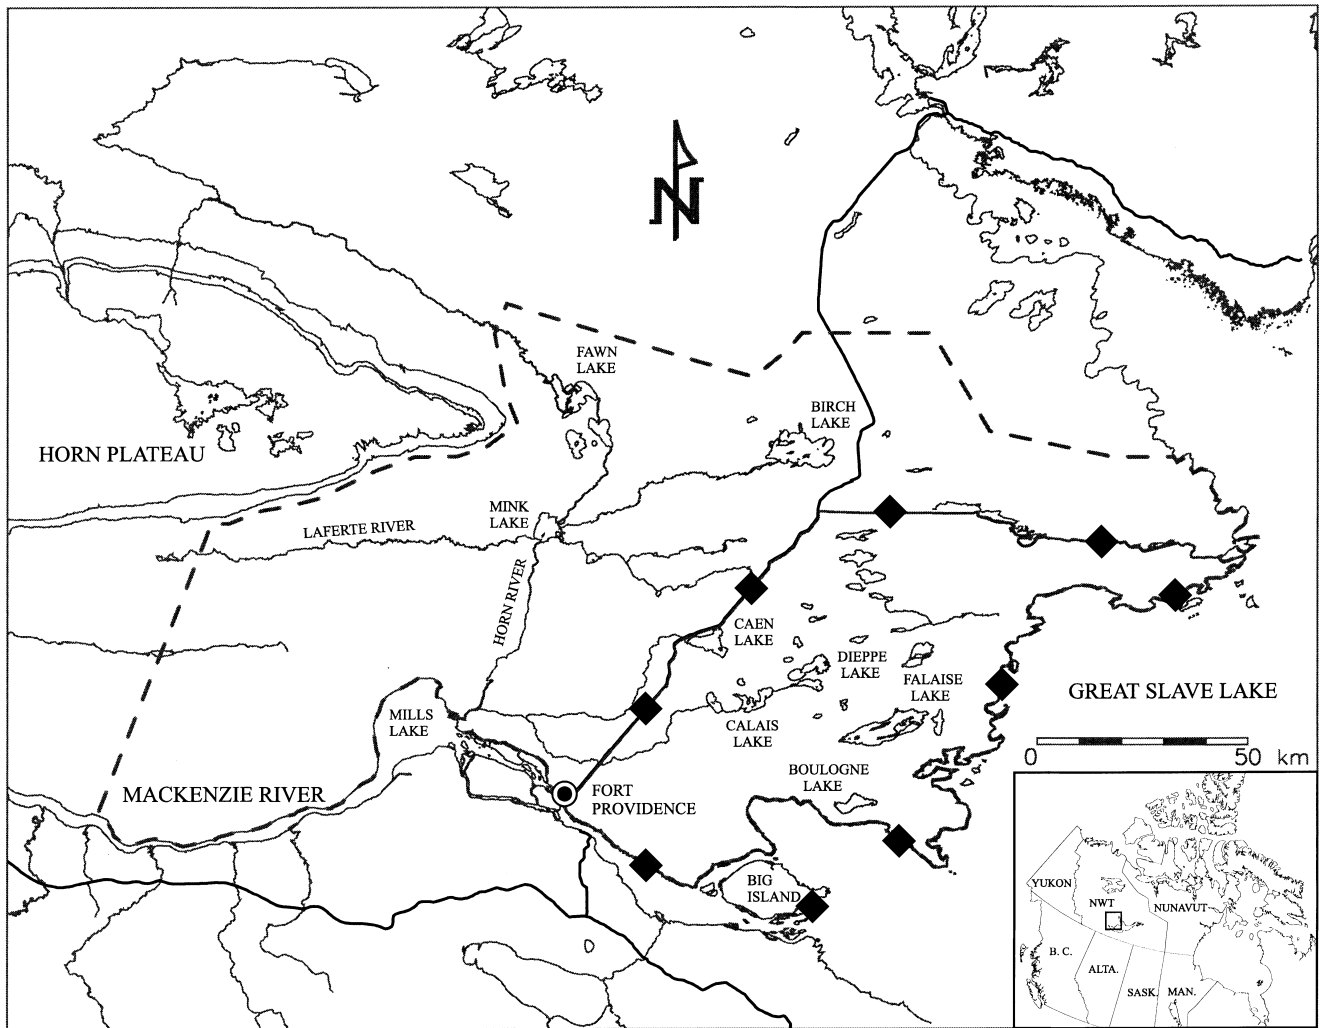 N
FAWN
LAKE
BIRCH
LAKE
HORN PLATEAU
MINK
LAKE
LAFERTE RIVER
HORN RIVER
CAEN
LAKE
DIEPPE
LAKE
FALAISE
LAKE
GREAT SLAVE LAKE
MILLS
LAKE
CALAIS
LAKE
0 50 km
BOULOGNE
LAKE
MACKENZIE RIVER
FORT
PROVIDENCE
BIG
ISLAND
YUKON
NWT
NUNAVUT
B. C.
ALTA.
SASK.
MAN.